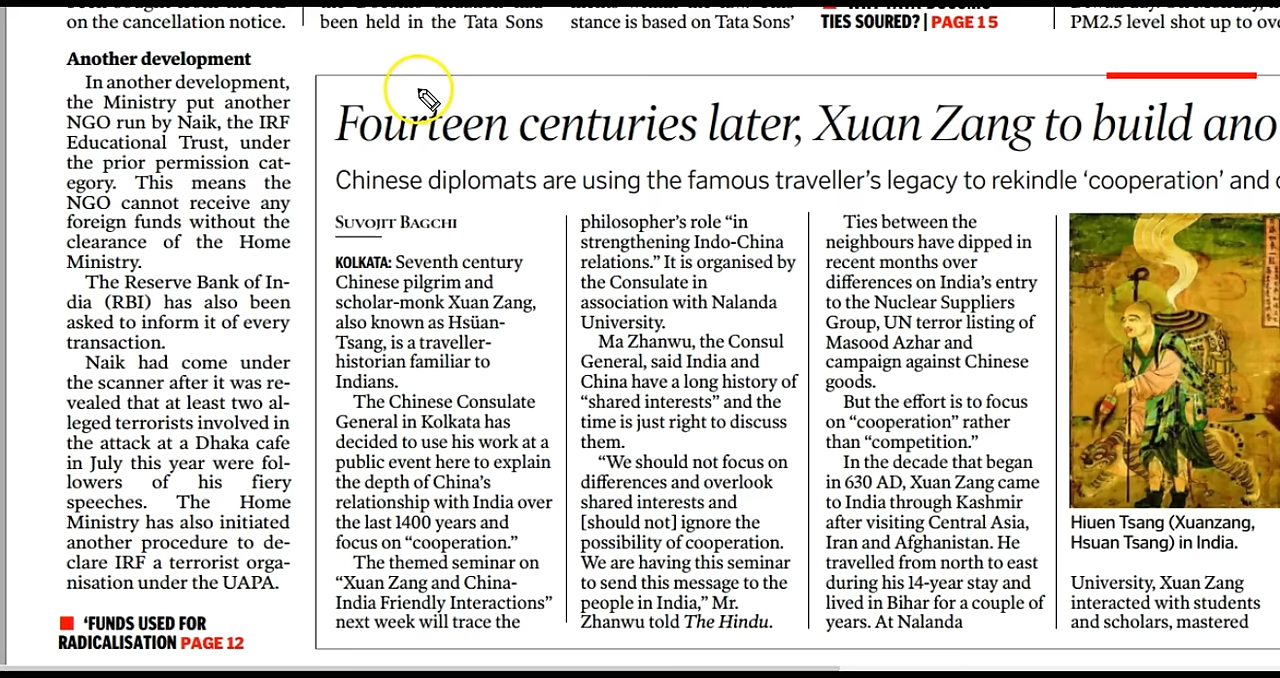 on the cancellation notice.
been held in the Tata Sons
stance is based on Tata Sons’
TIES SOURED? | PAGE 15
PM2.5 level shot up to
Another development
In another development,
the Ministry put another
NGO run by Naik, the IRF
Educational Trust, under
the prior permission cat-
egory. This means the
NGO cannot receive any
foreign funds without the
clearance of the Home
Ministry.
The Reserve Bank of In-
dia (RBI) has also been
asked to inform it of every
transaction.
Naik had come under
the scanner after it was re-
vealed that at least two al-
leged terrorists involved in
the attack at a Dhaka cafe
in July this year were fol-
lowers of his fiery
speeches. The Home
Ministry has also initiated
another procedure to de-
clare IRF a terrorist orga-
nisation under the UAPA.
‘FUNDS USED FOR
RADICALISATION PAGE 12
Fourteen centuries later, Xuan Zang to build ano
Chinese diplomats are using the famous traveller’s legacy to rekindle ‘cooperation’ and
SUVOJIT BAGCHI
KOLKATA: Seventh century
Chinese pilgrim and
scholar-monk Xuan Zang,
also known as Hsüan-
Tsang, is a traveller-
historian familiar to
Indians.
The Chinese Consulate
General in Kolkata has
decided to use his work at a
public event here to explain
the depth of China’s
relationship with India over
the last 1400 years and
focus on “cooperation.”
The themed seminar on
“Xuan Zang and China-
India Friendly Interactions”
next week will trace the
philosopher’s role “in
strengthening Indo-China
relations.” It is organised by
the Consulate in
association with Nalanda
University.
Ma Zhanwu, the Consul
General, said India and
China have a long history of
“shared interests” and the
time is just right to discuss
them.
“We should not focus on
differences and overlook
shared interests and
[should not] ignore the
possibility of cooperation.
We are having this seminar
to send this message to the
people in India,” Mr.
Zhanwu told The Hindu.
Ties between the
neighbours have dipped in
recent months over
differences on India’s entry
to the Nuclear Suppliers
Group, UN terror listing of
Masood Azhar and
campaign against Chinese
goods.
But the effort is to focus
on “cooperation” rather
than “competition.”
In the decade that began
in 630 AD, Xuan Zang came
to India through Kashmir
after visiting Central Asia,
Iran and Afghanistan. He
travelled from north to east
during his 14-year stay and
lived in Bihar for a couple of
years. At Nalanda
Hiuen Tsang (Xuanzang,
Hsuan Tsang) in India.
University, Xuan Zang
interacted with students
and scholars, mastered